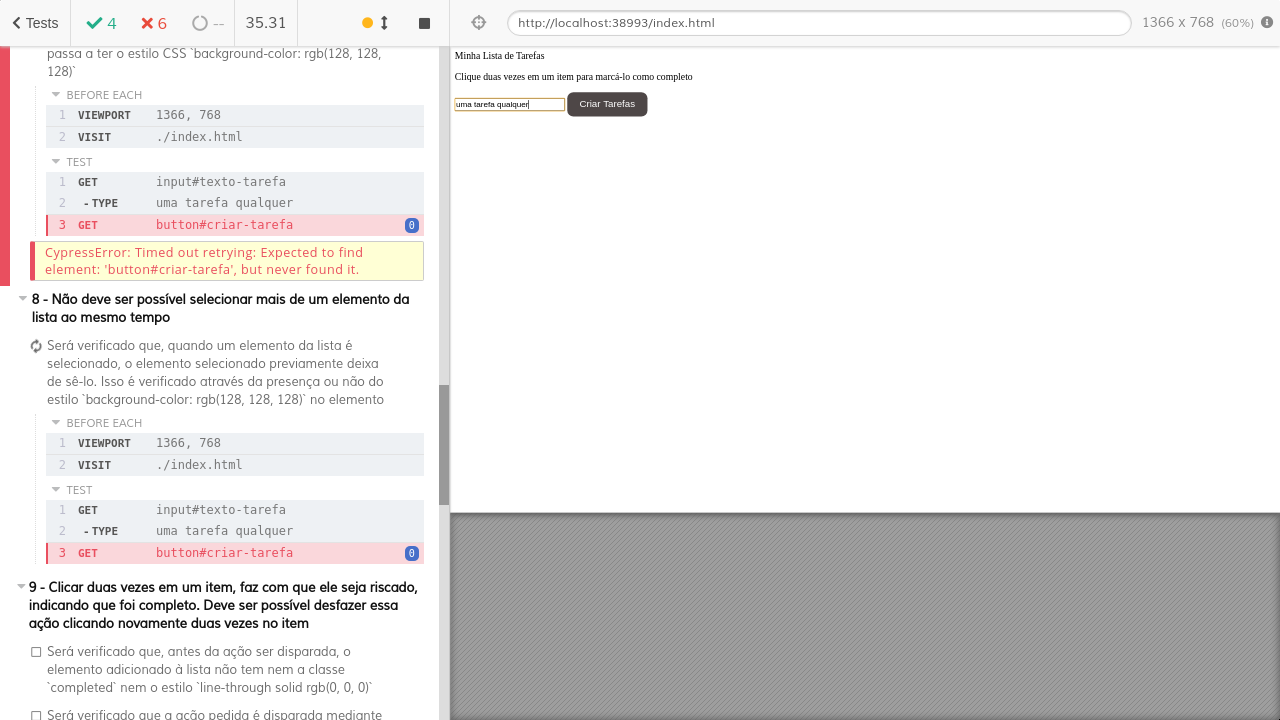 Tests
4
6
--
35.31
http://localhost:38993/index.html
1366 x 768 (60%)
passa a ter o estilo CSS `background-color: rgb(128, 128,
128)`
BEFORE EACH
1 VIEWPORT 1366, 768
2 VISIT ./index.html
TEST
1 GET input#texto-tarefa
2 - TYPE uma tarefa qualquer
3 GET button#criar-tarefa 0
CypressError: Timed out retrying: Expected to find
element: 'button#criar-tarefa', but never found it.
8 - Não deve ser possível selecionar mais de um elemento da
lista ao mesmo tempo
Será verificado que, quando um elemento da lista é
selecionado, o elemento selecionado previamente deixa
de sê-lo. Isso é verificado através da presença ou não do
estilo `background-color: rgb(128, 128, 128)` no elemento
BEFORE EACH
1 VIEWPORT 1366, 768
2 VISIT ./index.html
TEST
1 GET input#texto-tarefa
2 - TYPE uma tarefa qualquer
3 GET button#criar-tarefa 0
9 - Clicar duas vezes em um item, faz com que ele seja riscado,
indicando que foi completo. Deve ser possível desfazer essa
ação clicando novamente duas vezes no item
Será verificado que, antes da ação ser disparada, o
elemento adicionado à lista não tem nem a classe
`completed` nem o estilo `line-through solid rgb(0, 0, 0)`
Será verificado que a ação pedida é disparada mediante
Minha Lista de Tarefas
Clique duas vezes em um item para marcá-lo como completo
uma tarefa qualquer
Criar Tarefas